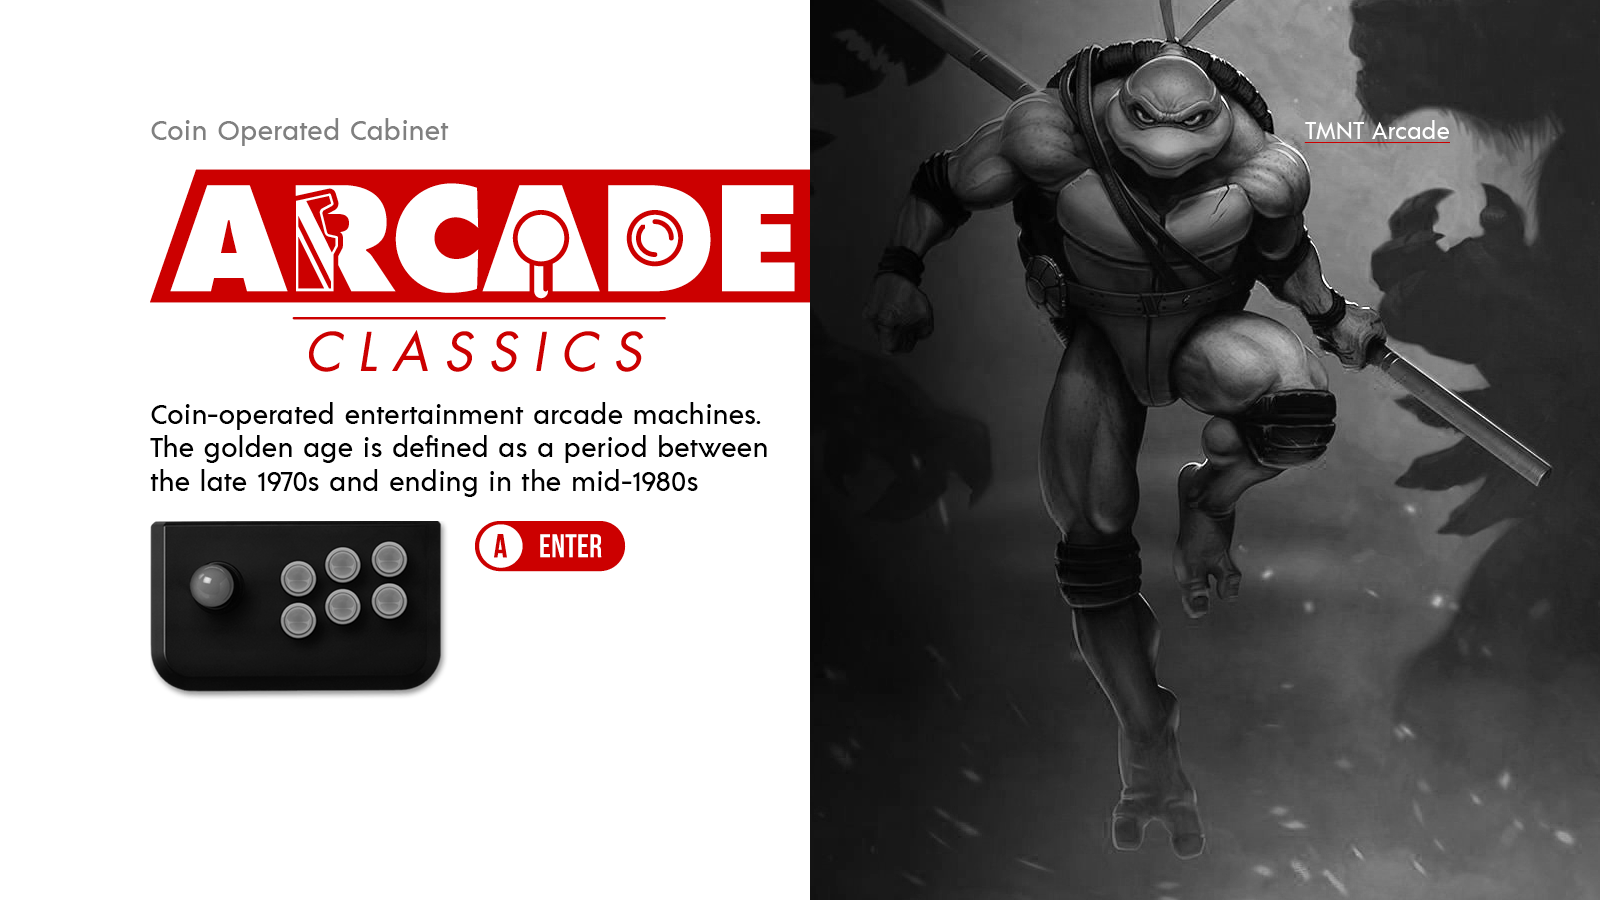 Coin Operated Cabinet
TMNT Arcade
ARCADE
CLASSICS
Coin-operated entertainment arcade machines.
The golden age is defined as a period between
the late 1970s and ending in the mid-1980s
A ENTER